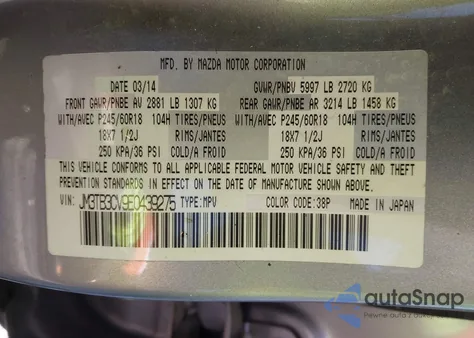 MFD. BY MAZDA MOTOR CORPORATION
DATE 03/14 GVWR/PNBV 5997 LB 2720 KG
FRONT GAWR/PNBE AV 2881 LB 1307 KG REAR GAWR/PNBE AR 3214 LB 1458 KG
WITH/AVEC P245/60R18 104H TIRES/PNEUS WITH/AVEC P245/60R18 104H TIRES/PNEUS
18X7 1/2J RIMS/JANTES 18X7 1/2J RIMS/JANTES
250 KPA/36 PSI COLD/A FROID 250 KPA/36 PSI COLD/A FROID
THIS VEHICLE CONFORMS TO ALL APPLICABLE FEDERAL MOTOR VEHICLE SAFETY AND THEFT
PREVENTION STANDARDS IN EFFECT ON THE DATE OF MANUFACTURE SHOWN ABOVE.
VIN: JM3TB3CV9E0439275 TYPE: MPV COLOR CODE: 38P MADE IN JAPAN
autoSnap
Pewne auta z